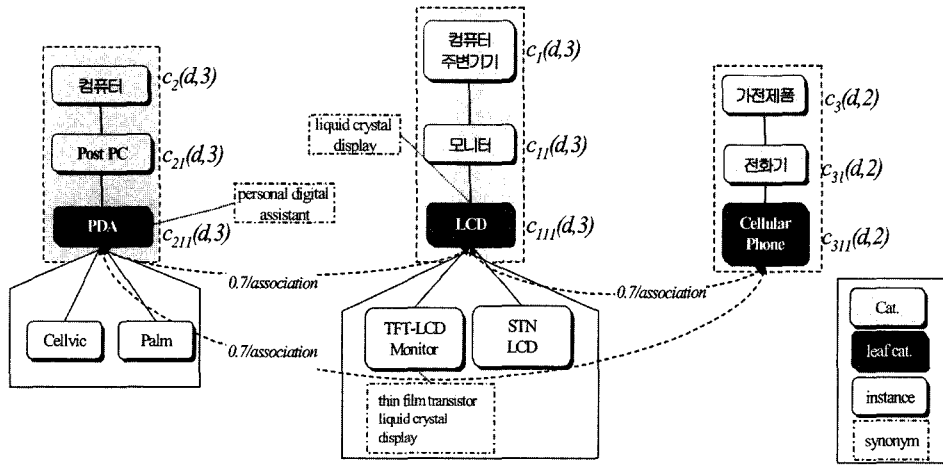 컴퓨터
c₂(d,3)
Post PC
c₂₁(d,3)
PDA
c₂₁₁(d,3)
personal digital
assistant
Cellvic
Palm
컴퓨터
주변기기
c₁(d,3)
liquid crystal
display
모니터
c₁₁(d,3)
LCD
c₁₁₁(d,3)
TFT-LCD
Monitor
STN
LCD
thin film transistor
liquid crystal
display
가전제품
c₃(d,2)
전화기
c₃₁(d,2)
Cellular
Phone
c₃₁₁(d,2)
0.7/association
0.7/association
0.7/association
Cat.
leaf cat.
instance
synonym